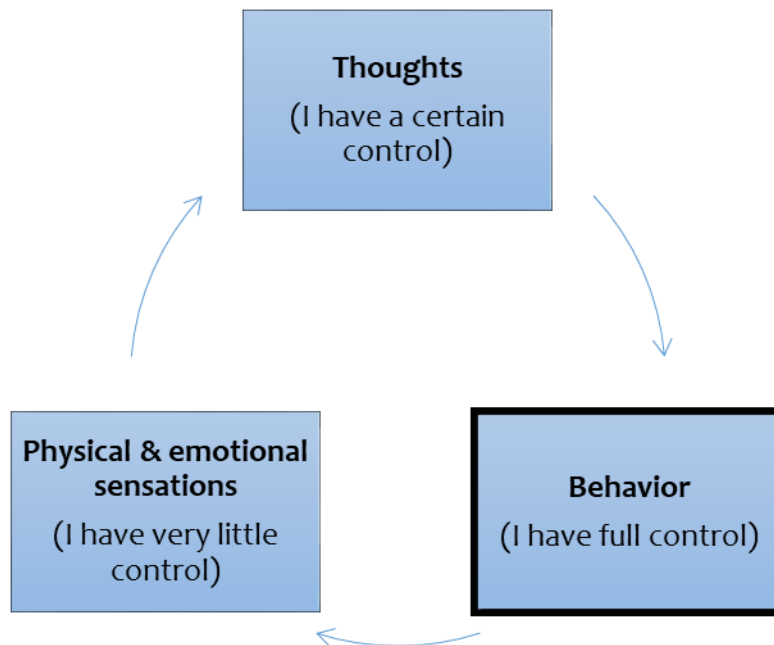 Thoughts
(I have a certain
control)
Physical & emotional
sensations
(I have very little
control)
Behavior
(I have full control)